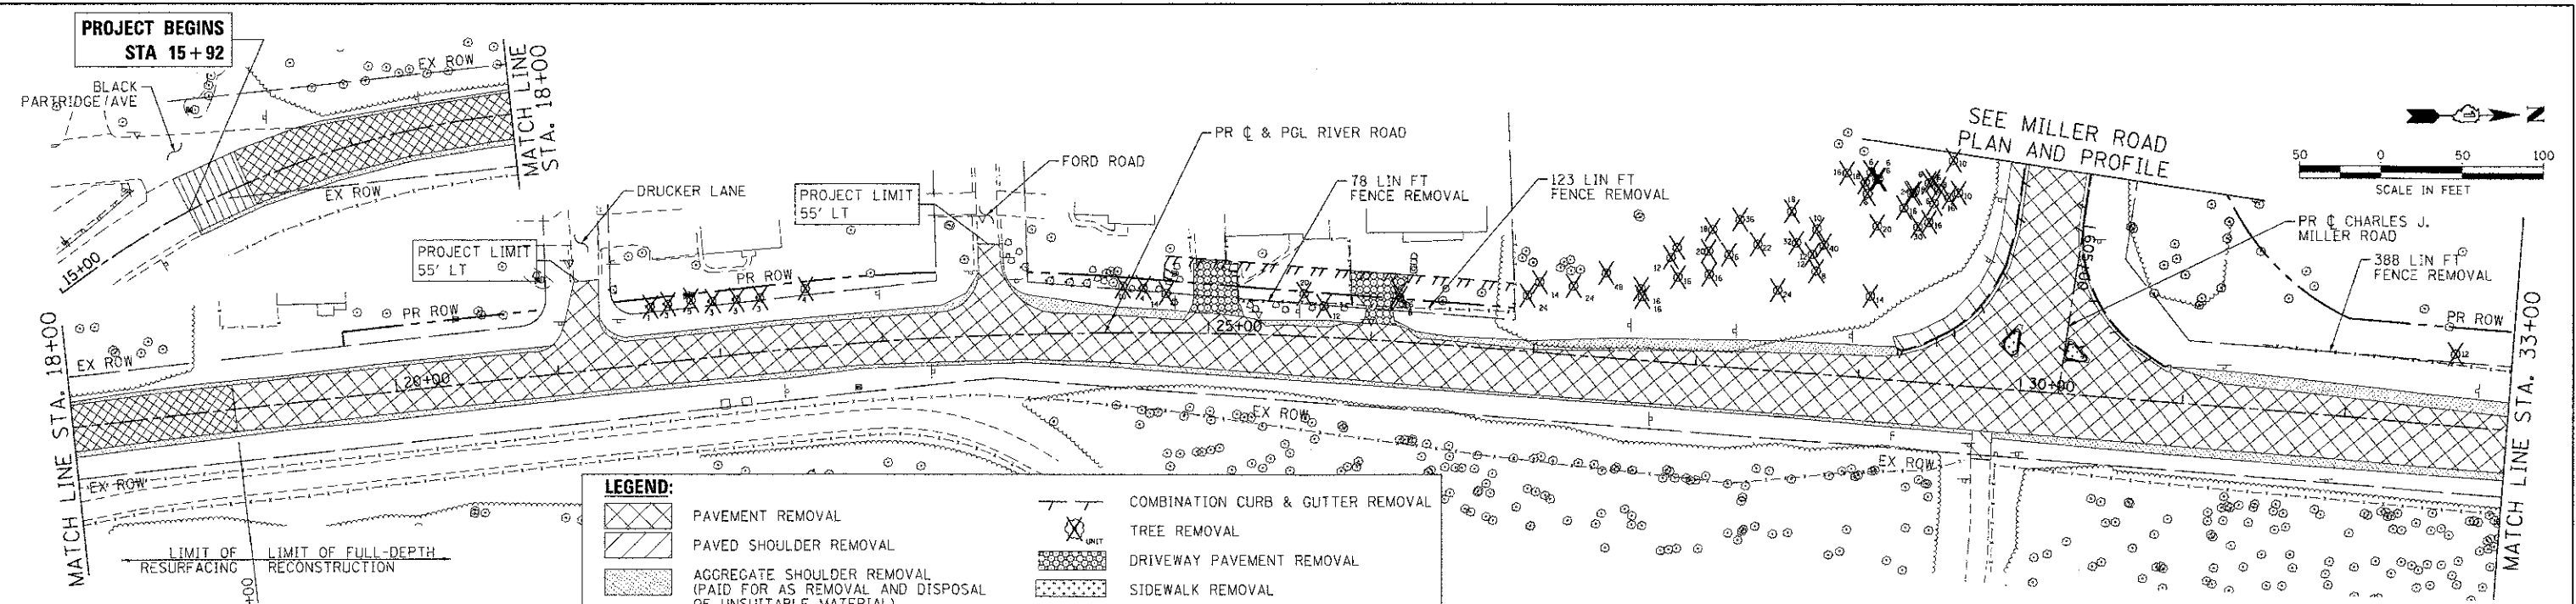 PROJECT BEGINS
STA 15+92
BLACK
PARTRIDGE AVE
EX ROW
MATCH LINE
STA. 18+00
EX ROW
15+00
DRUCKER LANE
PROJECT LIMIT
55' LT
PROJECT LIMIT
55' LT
FORD ROAD
PR ℄ & PGL RIVER ROAD
78 LIN FT
FENCE REMOVAL
123 LIN FT
FENCE REMOVAL
SEE MILLER ROAD
PLAN AND PROFILE
N
50 0 50 100
SCALE IN FEET
PR ℄ CHARLES J.
MILLER ROAD
388 LIN FT
FENCE REMOVAL
PR ROW
PR ROW
PR ROW
EX ROW
20+00
25+00
30+00
MATCH LINE STA. 18+00
MATCH LINE STA. 33+00
EX ROW
EX ROW
EX ROW
LIMIT OF
RESURFACING
LIMIT OF FULL-DEPTH
RECONSTRUCTION
LEGEND:
PAVEMENT REMOVAL
PAVED SHOULDER REMOVAL
AGGREGATE SHOULDER REMOVAL
(PAID FOR AS REMOVAL AND DISPOSAL
OF UNSUITABLE MATERIAL)
COMBINATION CURB & GUTTER REMOVAL
UNIT
TREE REMOVAL
DRIVEWAY PAVEMENT REMOVAL
SIDEWALK REMOVAL